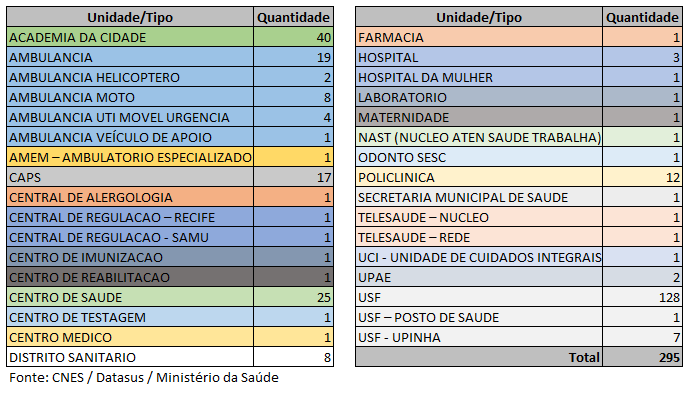 Unidade/Tipo Quantidade
ACADEMIA DA CIDADE 40
AMBULANCIA 19
AMBULANCIA HELICOPTERO 2
AMBULANCIA MOTO 8
AMBULANCIA UTI MOVEL URGENCIA 4
AMBULANCIA VEÍCULO DE APOIO 1
AMEM – AMBULATORIO ESPECIALIZADO 1
CAPS 17
CENTRAL DE ALERGOLOGIA 1
CENTRAL DE REGULACAO – RECIFE 1
CENTRAL DE REGULACAO - SAMU 1
CENTRO DE IMUNIZACAO 1
CENTRO DE REABILITACAO 1
CENTRO DE SAUDE 25
CENTRO DE TESTAGEM 1
CENTRO MEDICO 1
DISTRITO SANITARIO 8
Fonte: CNES / Datasus / Ministério da Saúde
Unidade/Tipo Quantidade
FARMACIA 1
HOSPITAL 3
HOSPITAL DA MULHER 1
LABORATORIO 1
MATERNIDADE 1
NAST (NUCLEO ATEN SAUDE TRABALHA) 1
ODONTO SESC 1
POLICLINICA 12
SECRETARIA MUNICIPAL DE SAUDE 1
TELESAUDE – NUCLEO 1
TELESAUDE – REDE 1
UCI - UNIDADE DE CUIDADOS INTEGRAIS 1
UPAE 2
USF 128
USF – POSTO DE SAUDE 1
USF - UPINHA 7
Total 295